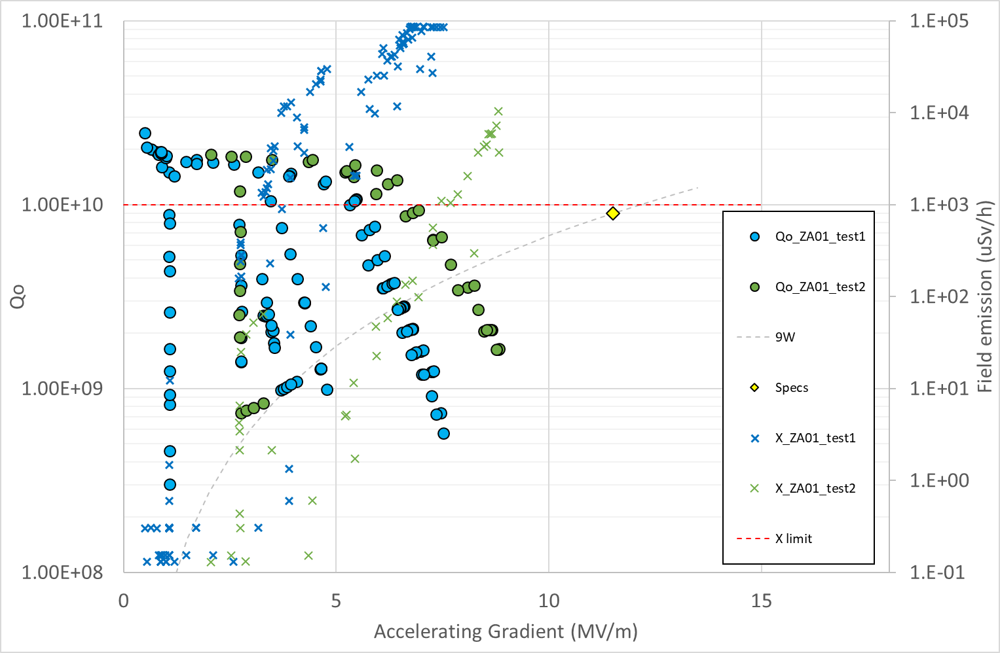 1.00E+11
1.00E+10
1.00E+09
1.00E+08
Qo
0
5
10
15
Accelerating Gradient (MV/m)
1.E+05
1.E+04
1.E+03
1.E+02
1.E+01
1.E+00
1.E-01
Field emission (uSv/h)
Qo_ZA01_test1
Qo_ZA01_test2
9W
Specs
X_ZA01_test1
X_ZA01_test2
X limit